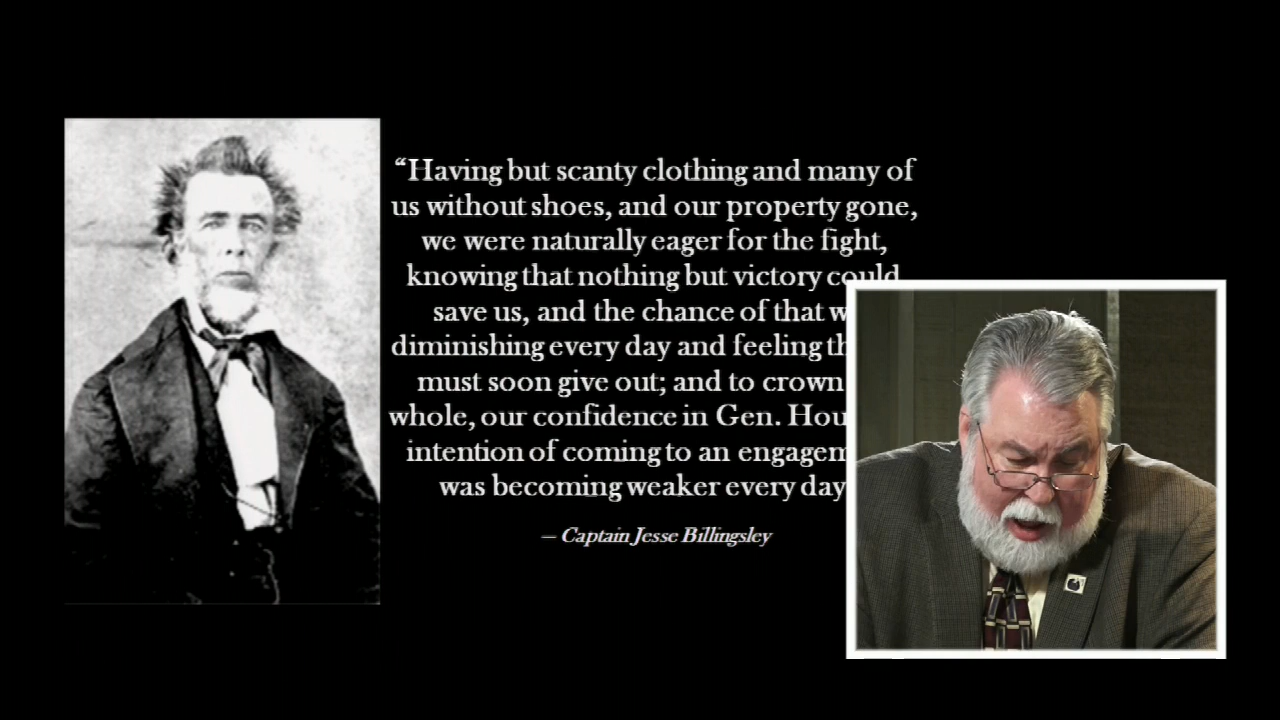 “Having but scanty clothing and many of
us without shoes, and our property gone,
we were naturally eager for the fight,
knowing that nothing but victory could
save us, and the chance of that
diminishing every day and feeling
must soon give out; and to crown
whole, our confidence in Gen.
intention of coming to an
was becoming weaker every day
– Captain Jesse Billingsley